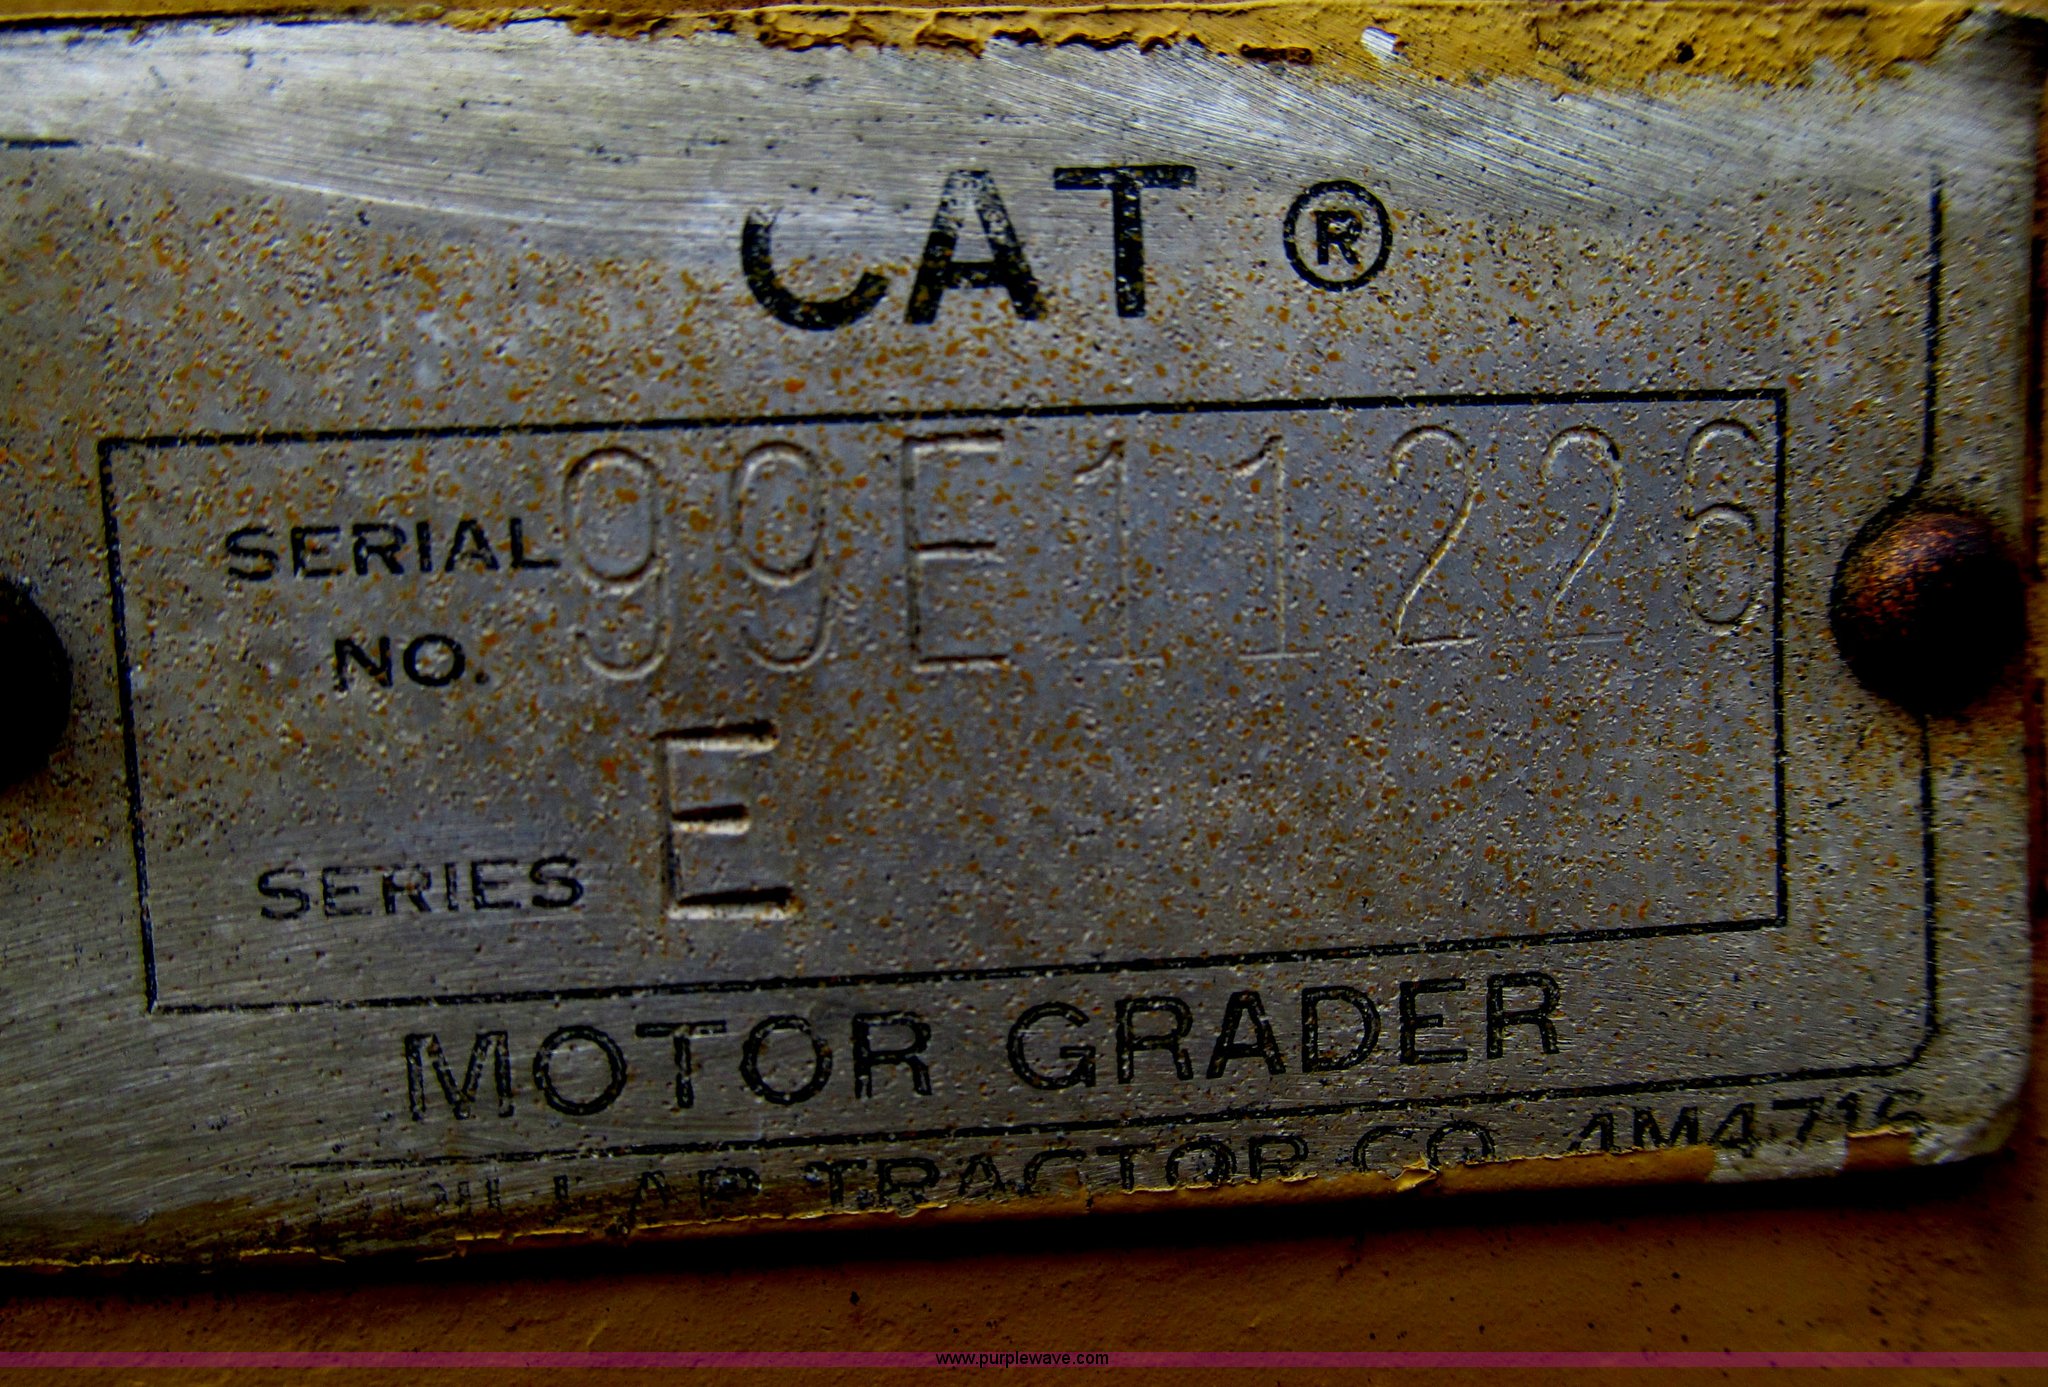 CAT ®
SERIAL NO. 99E11226
SERIES E
MOTOR GRADER
TRACTOR CO. 4M4716
www.purplewave.com